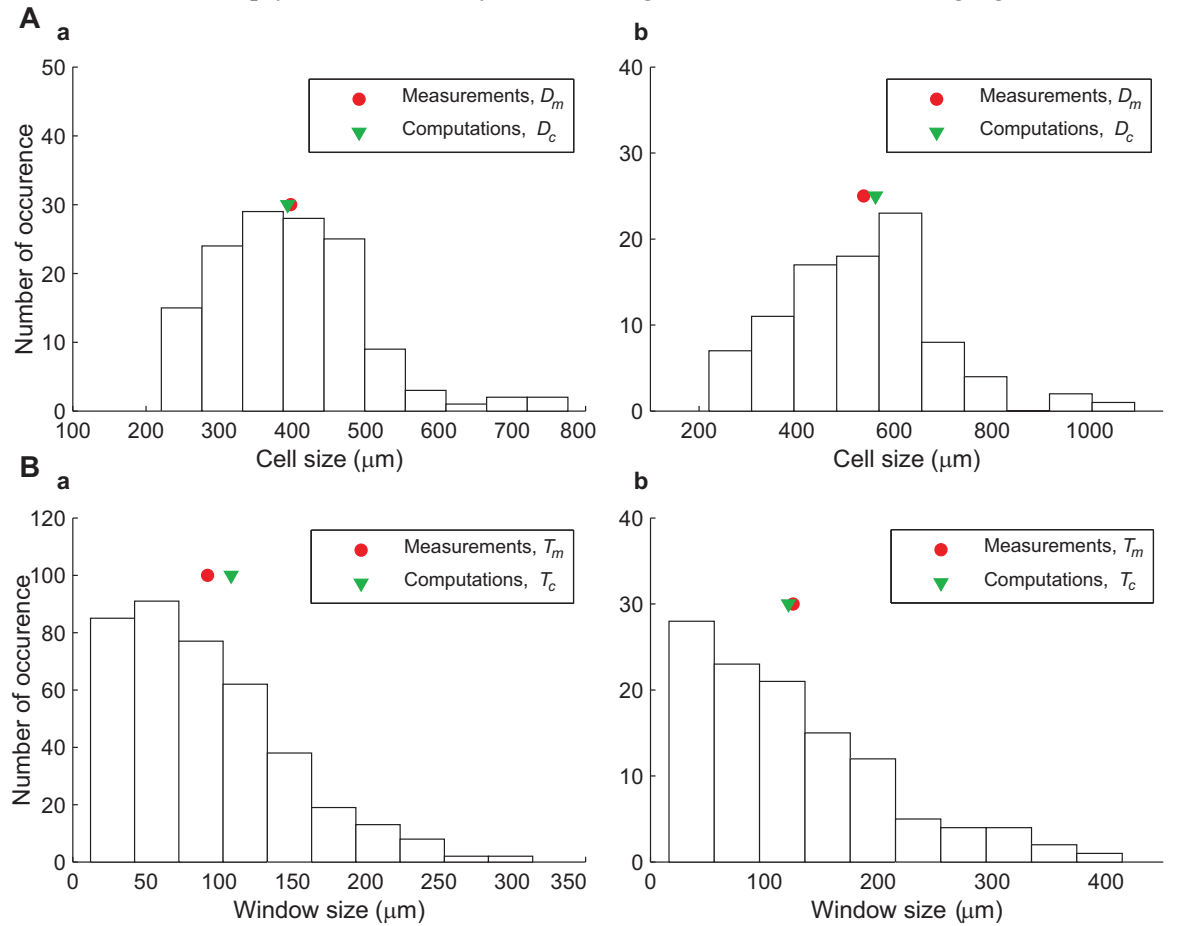 A
a
50
40
30
20
10
0
Number of occurence
Measurements, Dm
Computations, Dc
100 200 300 400 500 600 700 800
Cell size (μm)
b
40
30
20
10
0
Measurements, Dm
Computations, Dc
200 400 600 800 1000
Cell size (μm)
B
a
120
100
80
60
40
20
0
Number of occurence
Measurements, Tm
Computations, Tc
0 50 100 150 200 250 300 350
Window size (μm)
b
40
30
20
10
0
Measurements, Tm
Computations, Tc
0 100 200 300 400
Window size (μm)